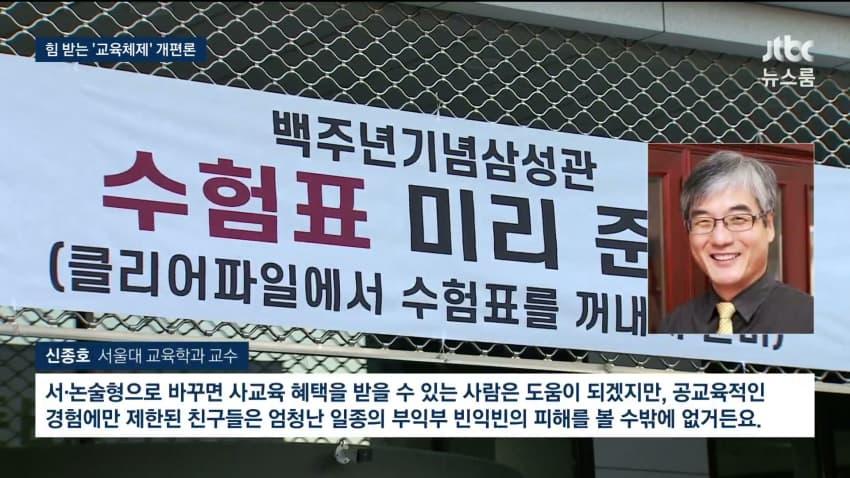 힘 받는 '교육체제' 개편론
jtbc
뉴스룸
백주년기념삼성관
수험표 미리 준
(클리어파일에서 수험표를 꺼내
신종호 서울대 교육학과 교수
서·논술형으로 바꾸면 사교육 혜택을 받을 수 있는 사람은 도움이 되겠지만, 공교육적인
경험에만 제한된 친구들은 엄청난 일종의 부익부 빈익빈의 피해를 볼 수밖에 없거든요.